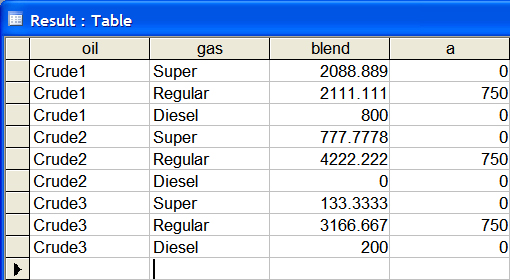 Result : Table
oil gas blend a
Crude1 Super 2088.889 0
Crude1 Regular 2111.111 750
Crude1 Diesel 800 0
Crude2 Super 777.7778 0
Crude2 Regular 4222.222 750
Crude2 Diesel 0 0
Crude3 Super 133.3333 0
Crude3 Regular 3166.667 750
Crude3 Diesel 200 0